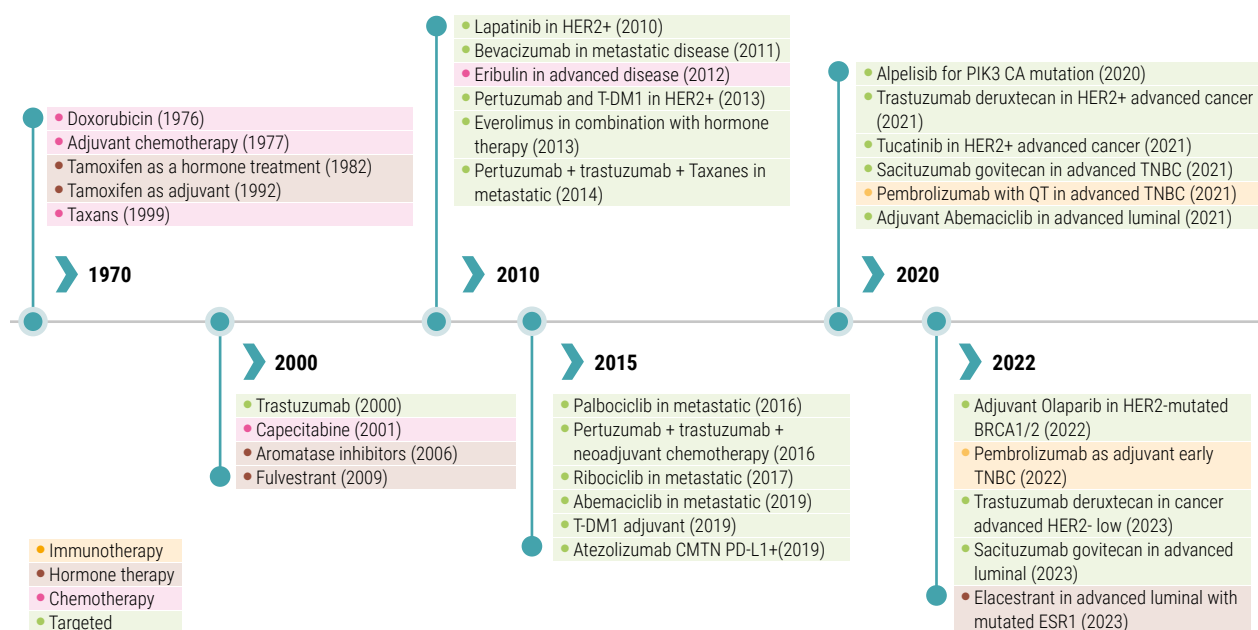 1970
Doxorubicin (1976)
Adjuvant chemotherapy (1977)
Tamoxifen as a hormone treatment (1982)
Tamoxifen as adjuvant (1992)
Taxans (1999)
2000
Trastuzumab (2000)
Capecitabine (2001)
Aromatase inhibitors (2006)
Fulvestrant (2009)
2010
Lapatinib in HER2+ (2010)
Bevacizumab in metastatic disease (2011)
Eribulin in advanced disease (2012)
Pertuzumab and T-DM1 in HER2+ (2013)
Everolimus in combination with hormone
therapy (2013)
Pertuzumab + trastuzumab + Taxanes in
metastatic (2014)
2015
Palbociclib in metastatic (2016)
Pertuzumab + trastuzumab +
neoadjuvant chemotherapy (2016
Ribociclib in metastatic (2017)
Abemaciclib in metastatic (2019)
T-DM1 adjuvant (2019)
Atezolizumab CMTN PD-L1+(2019)
2020
Alpelisib for PIK3 CA mutation (2020)
Trastuzumab deruxtecan in HER2+ advanced cancer
(2021)
Tucatinib in HER2+ advanced cancer (2021)
Sacituzumab govitecan in advanced TNBC (2021)
Pembrolizumab with QT in advanced TNBC (2021)
Adjuvant Abemaciclib in advanced luminal (2021)
2022
Adjuvant Olaparib in HER2-mutated
BRCA1/2 (2022)
Pembrolizumab as adjuvant early
TNBC (2022)
Trastuzumab deruxtecan in cancer
advanced HER2- low (2023)
Sacituzumab govitecan in advanced
luminal (2023)
Elacestrant in advanced luminal with
mutated ESR1 (2023)
Immunotherapy
Hormone therapy
Chemotherapy
Targeted